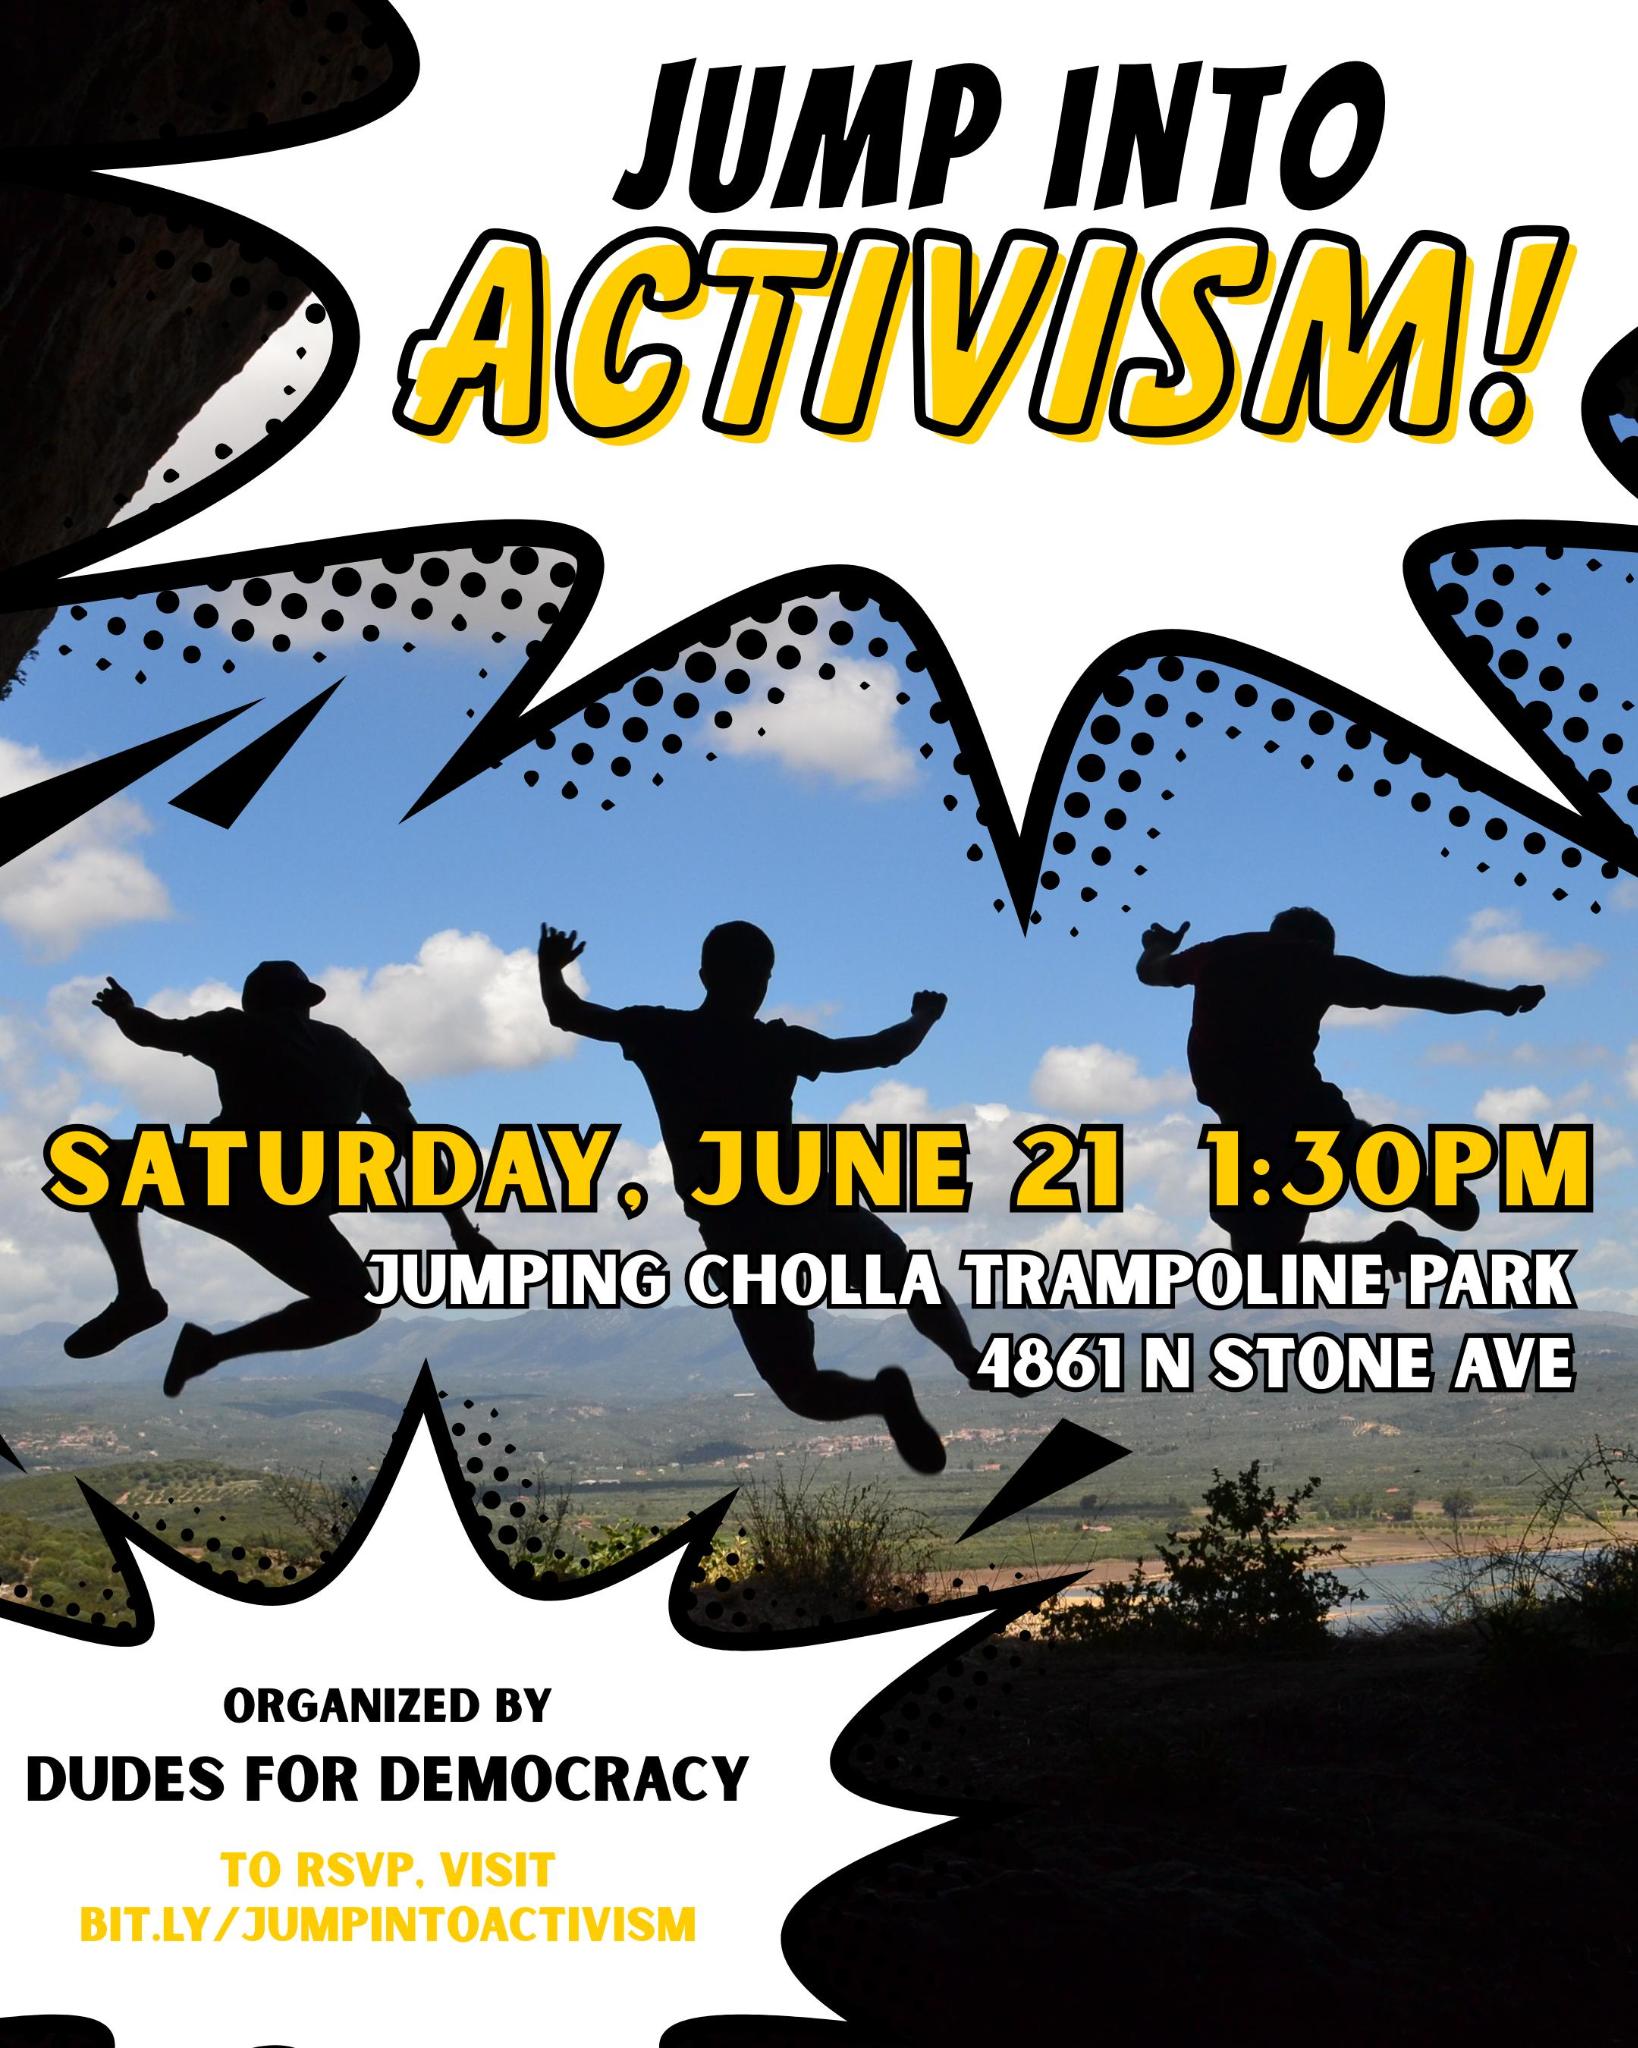 JUMP INTO
ACTIVISM!
SATURDAY, JUNE 21 1:30PM
JUMPING CHOLLA TRAMPOLINE PARK
4861 N STONE AVE
ORGANIZED BY
DUDES FOR DEMOCRACY
TO RSVP, VISIT
BIT.LY/JUMPINTOACTIVISM